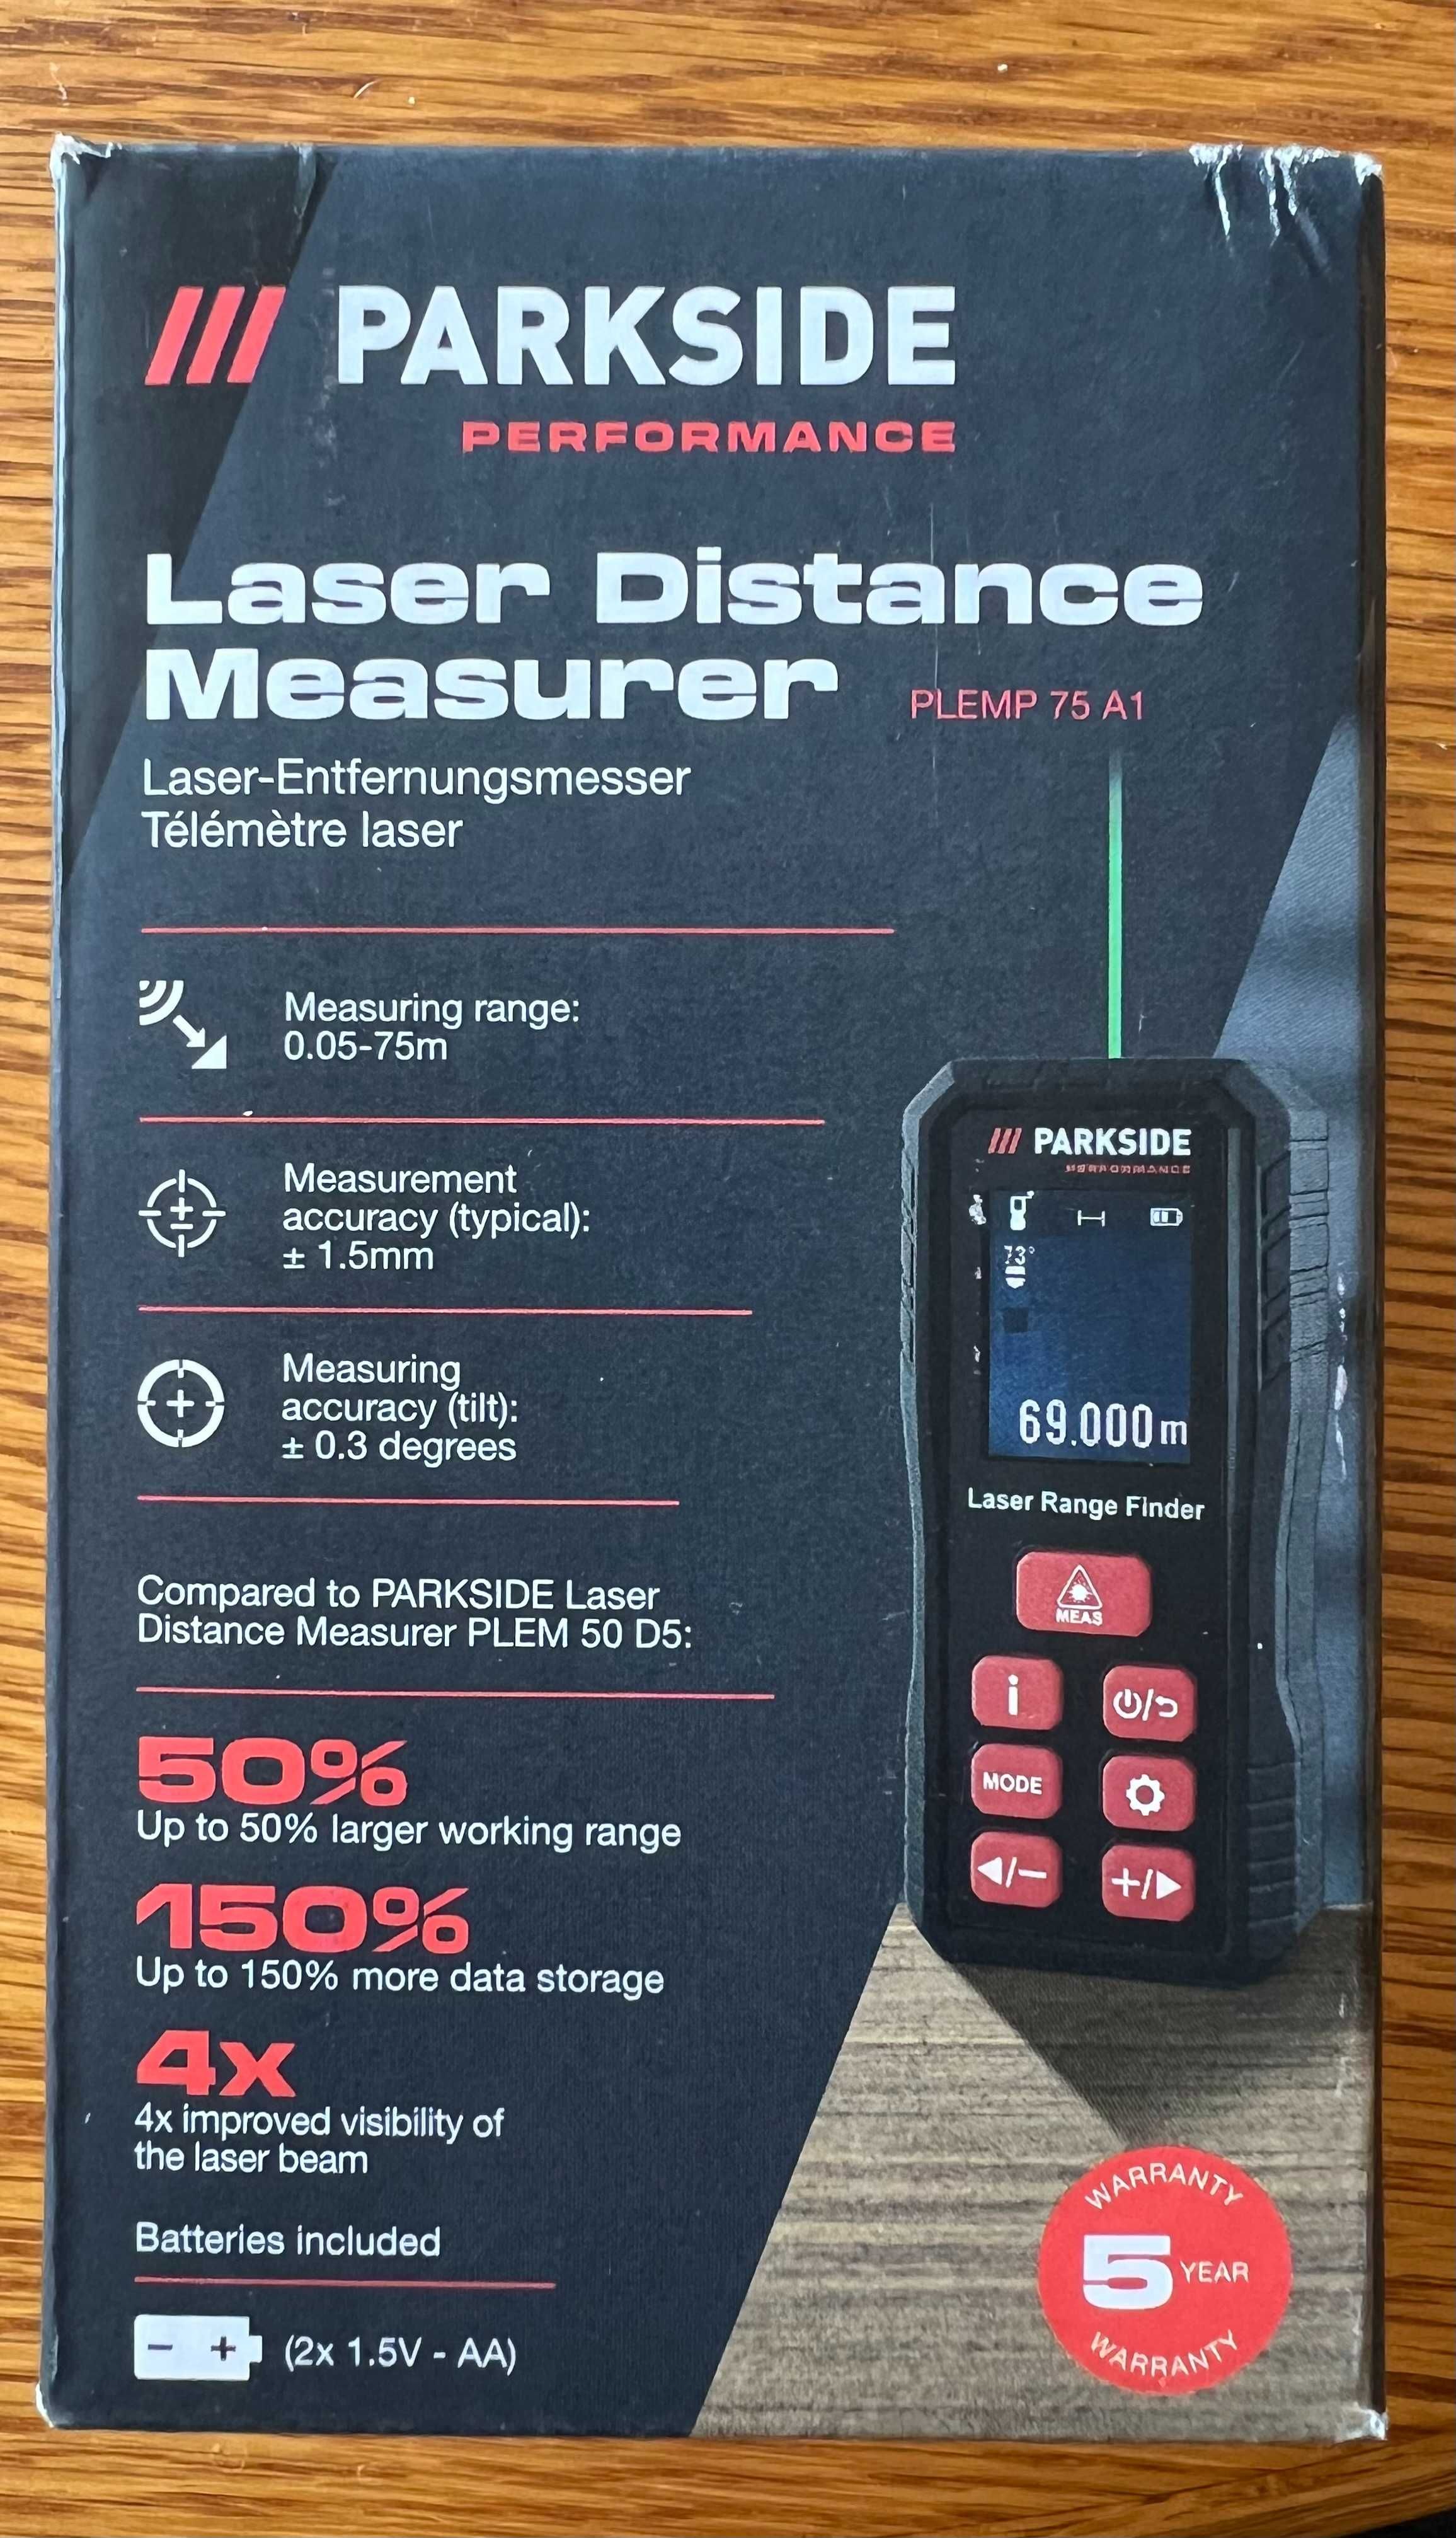 PARKSIDE
PERFORMANCE
Laser Distance
Measurer PLEMP 75 A1
Laser-Entfernungsmesser
Télémètre laser
Measuring range:
0.05-75m
Measurement
accuracy (typical):
± 1.5mm
Measuring
accuracy (tilt):
± 0.3 degrees
Compared to PARKSIDE Laser
Distance Measurer PLEM 50 D5:
50%
Up to 50% larger working range
150%
Up to 150% more data storage
4x
4x improved visibility of
the laser beam
Batteries included
- + (2x 1.5V - AA)
PARKSIDE
PERFORMANCE
73°
69.000m
Laser Range Finder
MEAS
i
MODE
/-
+/
WARRANTY
5 YEAR
WARRANTY